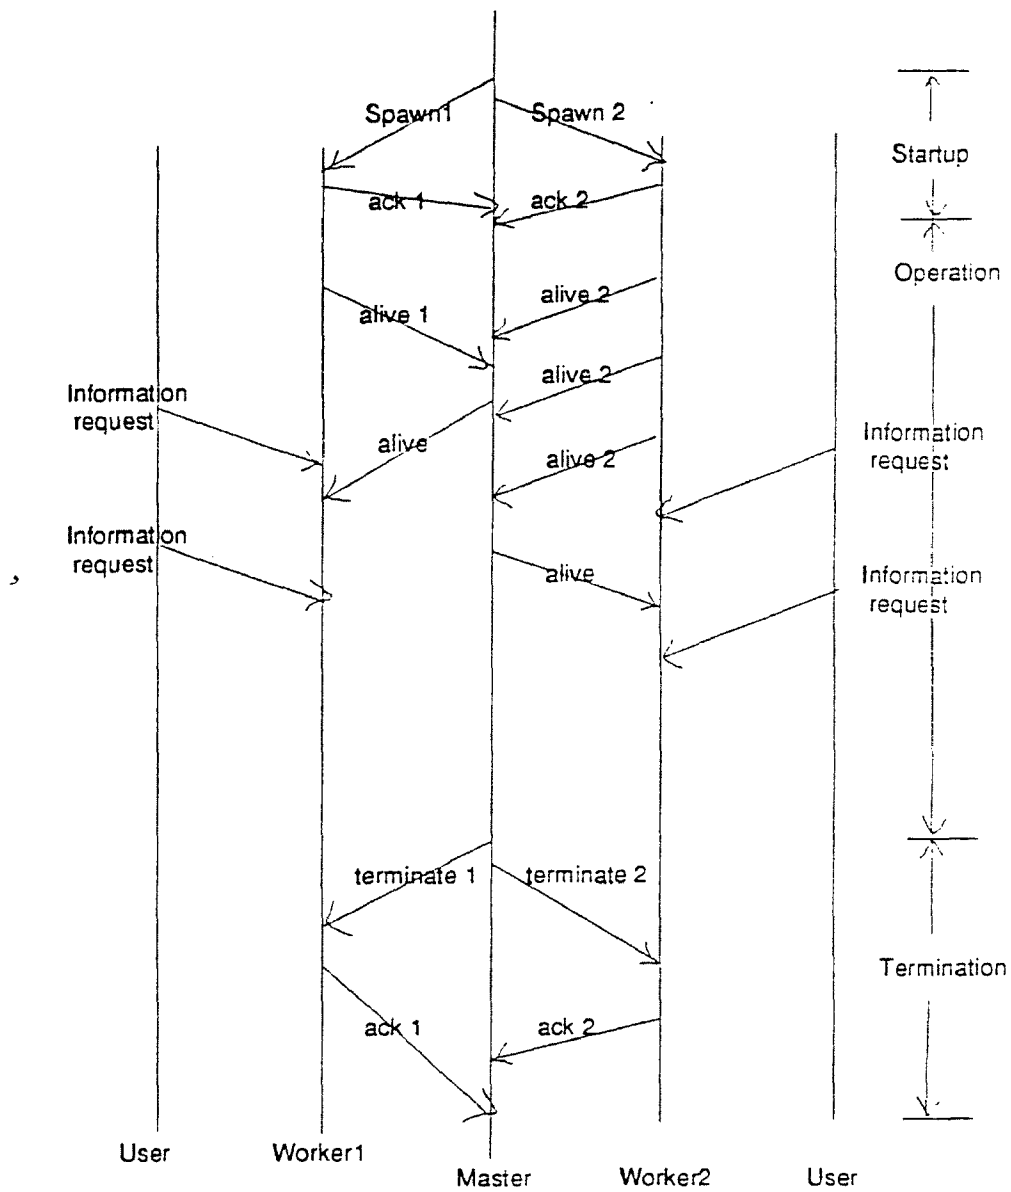 Spawn1
Spawn 2
Startup
ack 1
ack 2
Operation
alive 2
alive 1
alive 2
Information
request
alive
Information
request
alive 2
Information
request
alive
Information
request
terminate 1
terminate 2
Termination
ack 1
ack 2
User
Worker1
Master
Worker2
User